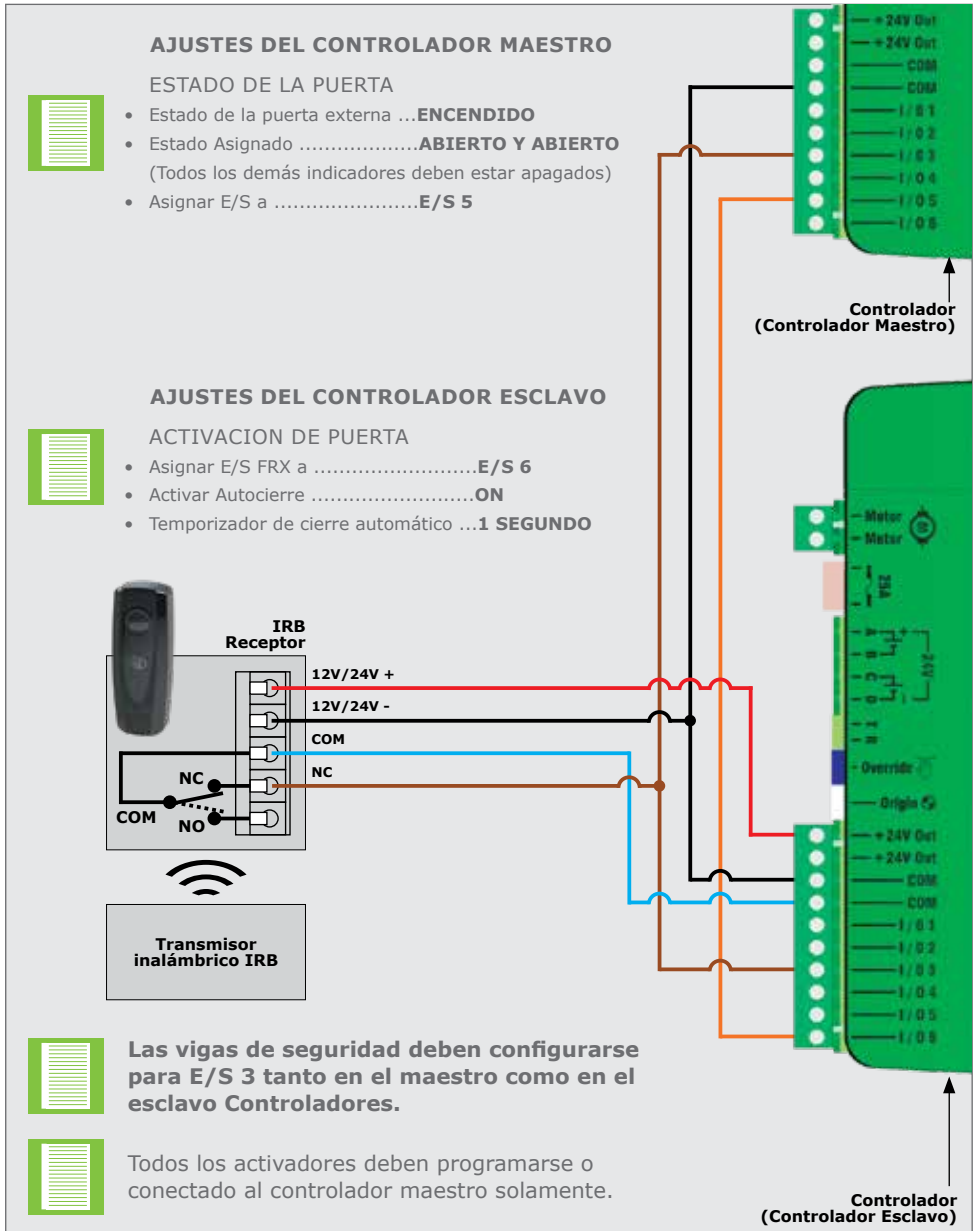 AJUSTES DEL CONTROLADOR MAESTRO
ESTADO DE LA PUERTA
• Estado de la puerta externa ...ENCENDIDO
• Estado Asignado ...................ABIERTO Y ABIERTO
(Todos los demás indicadores deben estar apagados)
• Asignar E/S a .......................E/S 5
+24V Out
+24V Out
COM
COM
I/O 1
I/O 2
I/O 3
I/O 4
I/O 5
I/O 6
Controlador
(Controlador Maestro)
AJUSTES DEL CONTROLADOR ESCLAVO
ACTIVACION DE PUERTA
• Asignar E/S FRX a ..........................E/S 6
• Activar Autocierre ..........................ON
• Temporizador de cierre automático ...1 SEGUNDO
Motor
Motor
M
25A
A
B
C
D
24V
+
-
Override
Origin
+24V Out
+24V Out
COM
COM
I/O 1
I/O 2
I/O 3
I/O 4
I/O 5
I/O 6
IRB
Receptor
12V/24V +
12V/24V -
COM
NC
NC
COM
NO
Transmisor
inalámbrico IRB
Las vigas de seguridad deben configurarse
para E/S 3 tanto en el maestro como en el
esclavo Controladores.
Todos los activadores deben programarse o
conectado al controlador maestro solamente.
Controlador
(Controlador Esclavo)